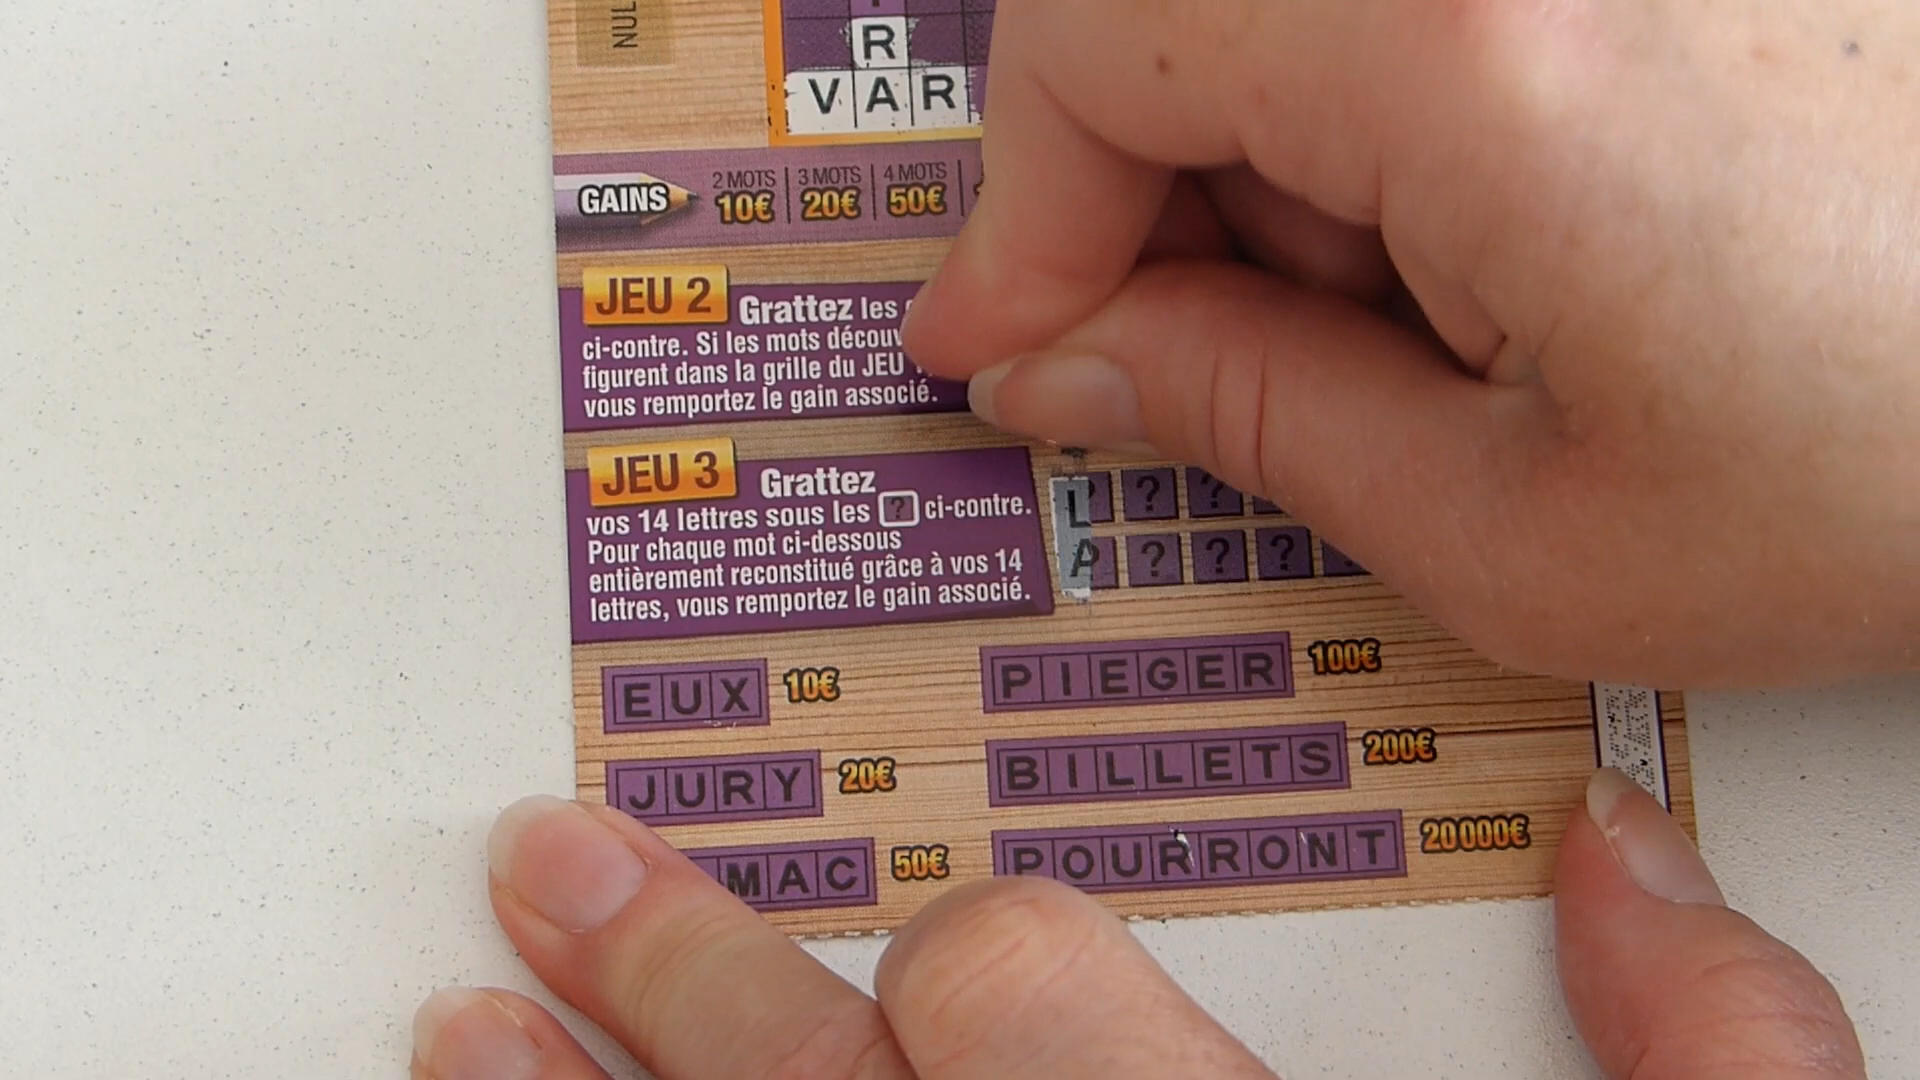 NUL
R
VAR
GAINS
2 MOTS 3 MOTS 4 MOTS
10€ 20€ 50€
JEU 2 Grattez les
ci-contre. Si les mots découv
figurent dans la grille du JEU
vous remportez le gain associé.
JEU 3 Grattez
vos 14 lettres sous les ? ci-contre.
Pour chaque mot ci-dessous
entièrement reconstitué grâce à vos 14
lettres, vous remportez le gain associé.
L ? ?
A ? ? ?
EUX 10€
PIEGER 100€
JURY 20€
BILLETS 200€
MAC 50€
POURRONT 20000€